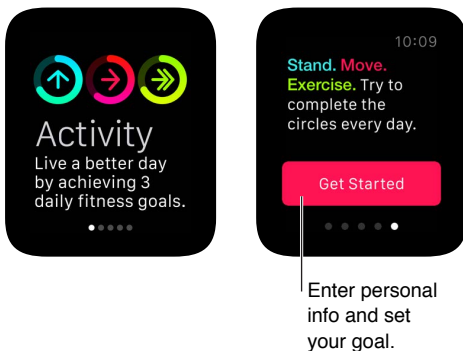 Activity
Live a better day
by achieving 3
daily fitness goals.
10:09
Stand. Move.
Exercise. Try to
complete the
circles every day.
Get Started
Enter personal
info and set
your goal.